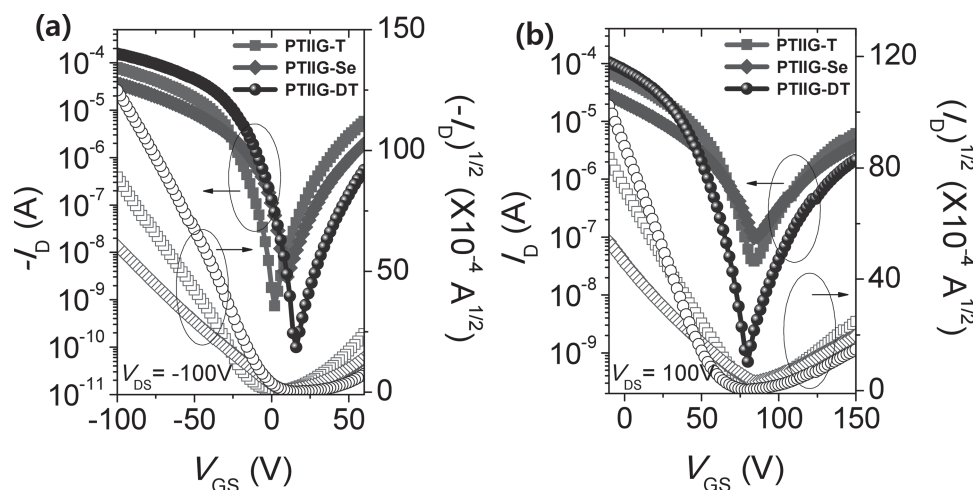 (a)
PTIIG-T
PTIIG-Se
PTIIG-DT
-I_D (A)
10^-4
10^-5
10^-6
10^-7
10^-8
10^-9
10^-10
10^-11
150
100
50
0
(-I_D)^1/2 (X10^-4 A^1/2)
V_DS = -100V
-100
-50
0
50
V_GS (V)
(b)
PTIIG-T
PTIIG-Se
PTIIG-DT
I_D (A)
10^-4
10^-5
10^-6
10^-7
10^-8
10^-9
120
80
40
0
(I_D)^1/2 (X10^-4 A^1/2)
V_DS = 100V
0
50
100
150
V_GS (V)